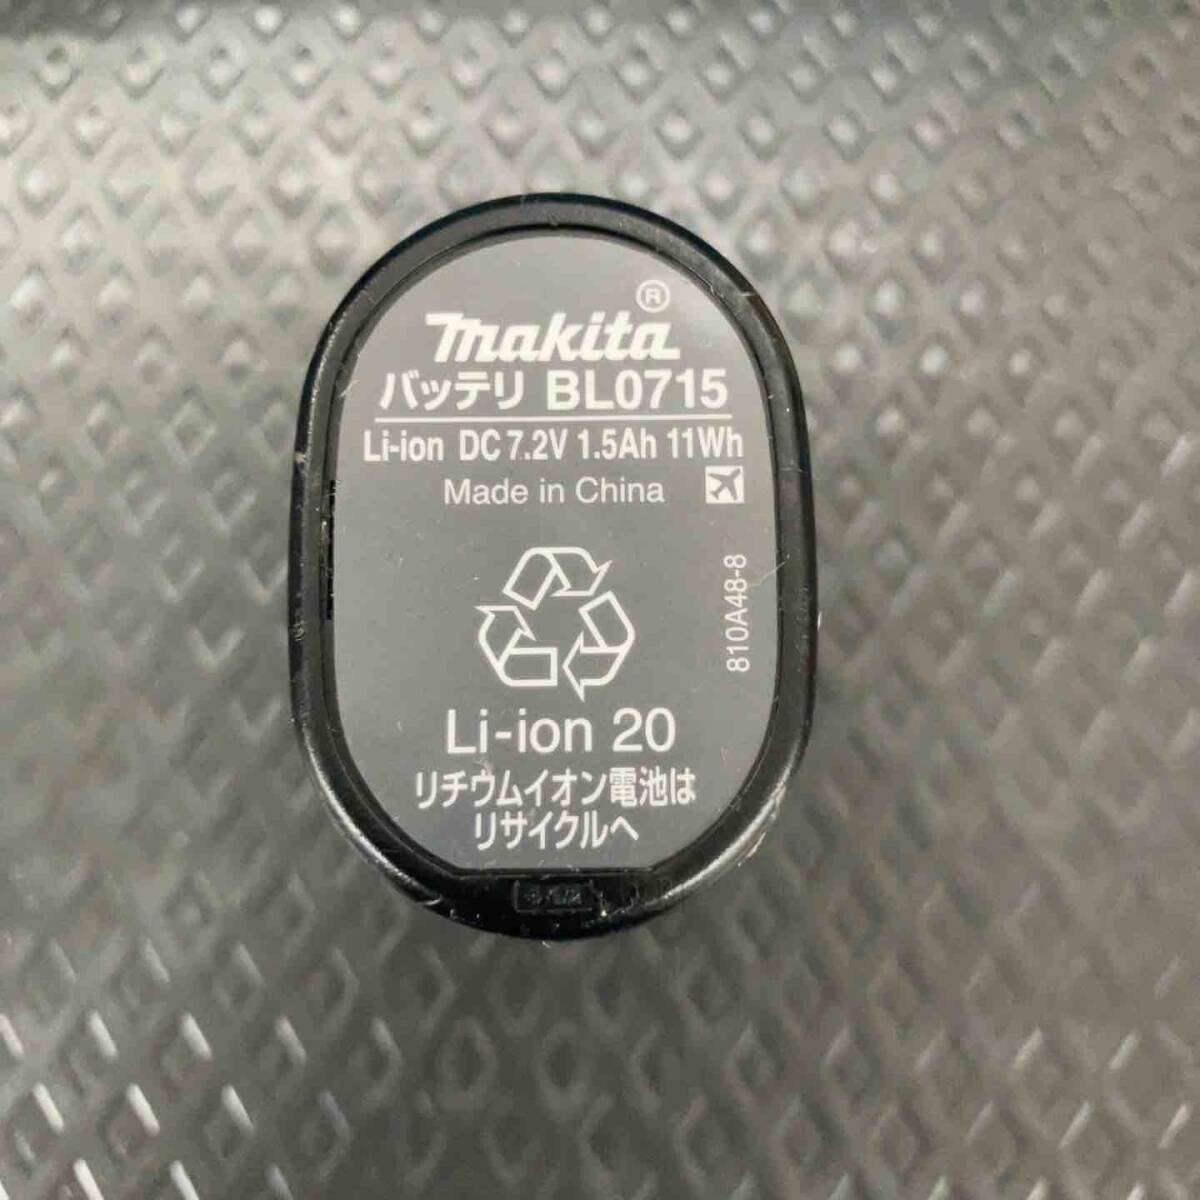 makita®
バッテリ BL0715
Li-ion DC 7.2V 1.5Ah 11Wh
Made in China
810A48-8
Li-ion 20
リチウムイオン電池は
リサイクルへ